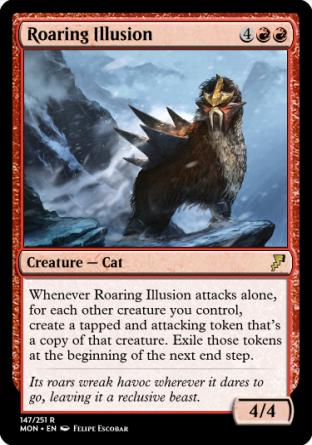 Roaring Illusion 4
Creature — Cat
Whenever Roaring Illusion attacks alone,
for each other creature you control,
create a tapped and attacking token that's
a copy of that creature. Exile those tokens
at the beginning of the next end step.
Its roars wreak havoc wherever it dares to
go, leaving it a reclusive beast.
147/251 R
MON • EN Felipe Escobar
4/4